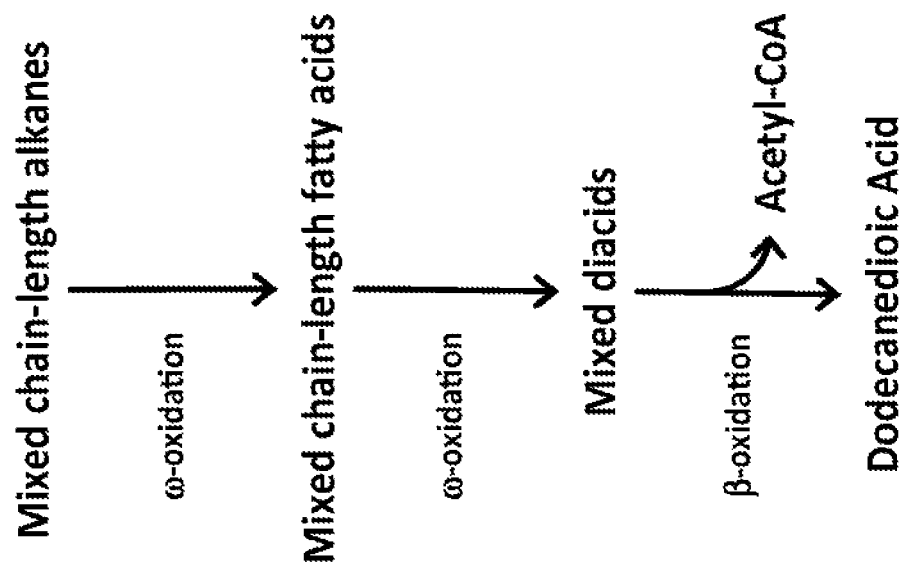 Mixed chain-length alkanes
ω-oxidation
Mixed chain-length fatty acids
ω-oxidation
Mixed diacids
β-oxidation
Acetyl-CoA
Dodecanedioic Acid